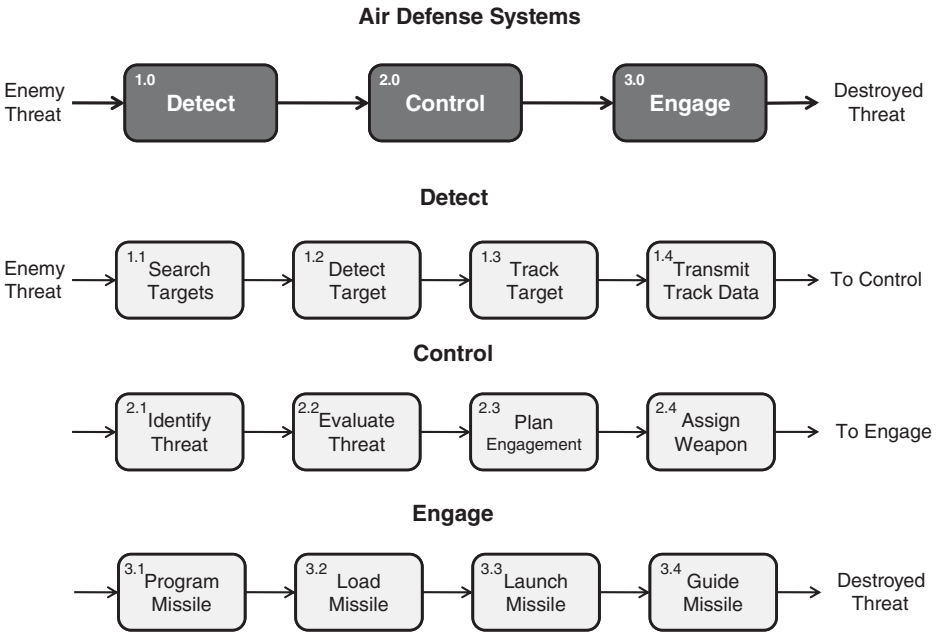 Air Defense Systems
Enemy
Threat
1.0
Detect
2.0
Control
3.0
Engage
Destroyed
Threat
Detect
Enemy
Threat
1.1
Search
Targets
1.2
Detect
Target
1.3
Track
Target
1.4
Transmit
Track Data
To Control
Control
2.1
Identify
Threat
2.2
Evaluate
Threat
2.3
Plan
Engagement
2.4
Assign
Weapon
To Engage
Engage
3.1
Program
Missile
3.2
Load
Missile
3.3
Launch
Missile
3.4
Guide
Missile
Destroyed
Threat